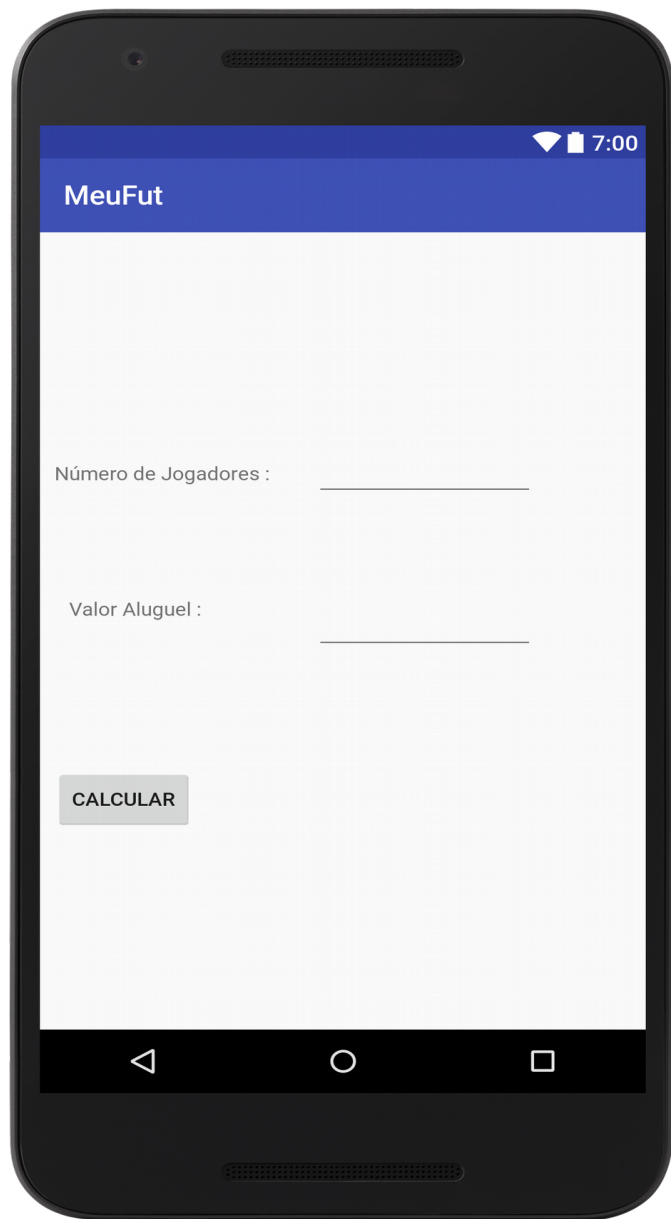 7:00
MeuFut
Número de Jogadores :
Valor Aluguel :
CALCULAR